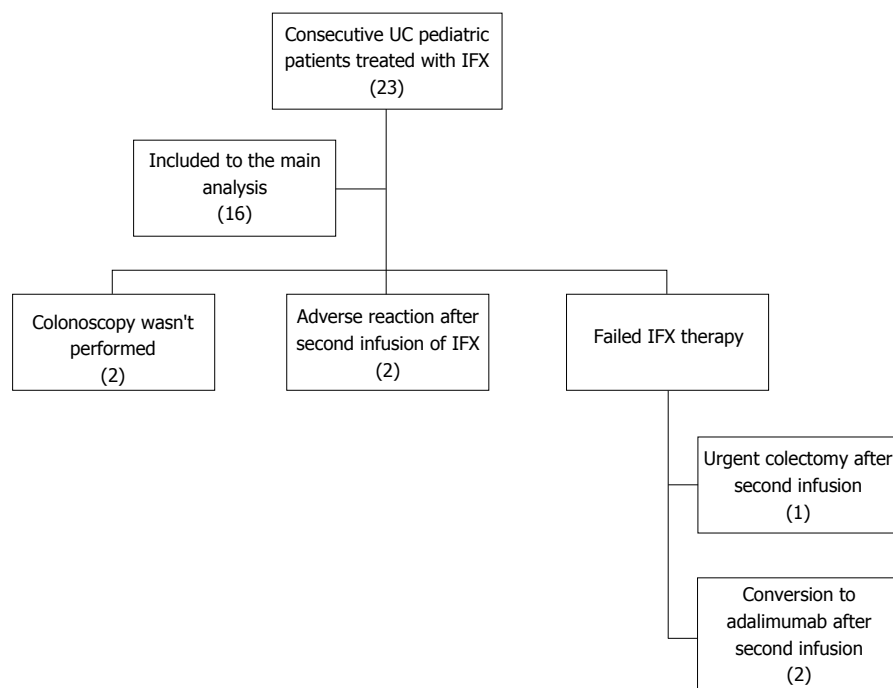 Consecutive UC pediatric
patients treated with IFX
(23)
Included to the main
analysis
(16)
Colonoscopy wasn't
performed
(2)
Adverse reaction after
second infusion of IFX
(2)
Failed IFX therapy
Urgent colectomy after
second infusion
(1)
Conversion to
adalimumab after
second infusion
(2)